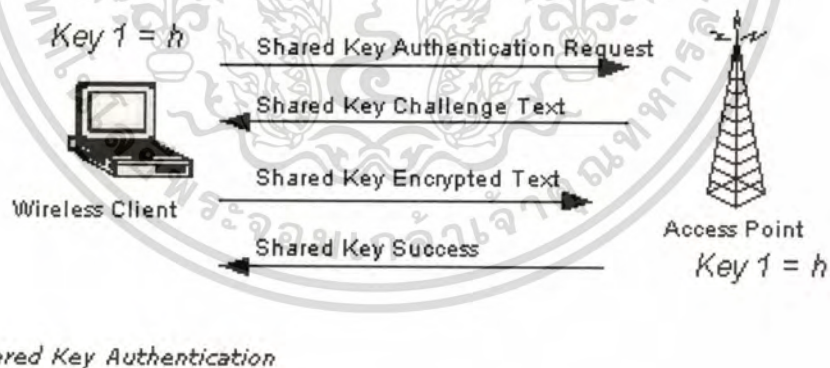 Key 1 = h
Shared Key Authentication Request
Shared Key Challenge Text
Shared Key Encrypted Text
Wireless Client
Shared Key Success
Access Point
Key 1 = h
ared Key Authentication